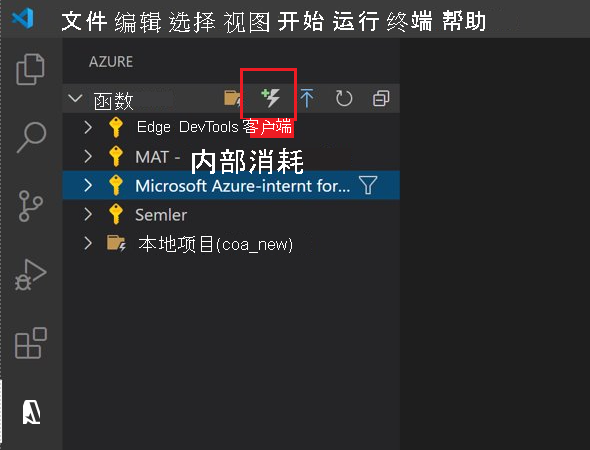 文件 编辑 选择 视图 开始 运行 终端 帮助
AZURE
函数
Edge DevTools 客户端
MAT -
内部消耗
Microsoft Azure-internt for...
Semler
本地项目(coa_new)